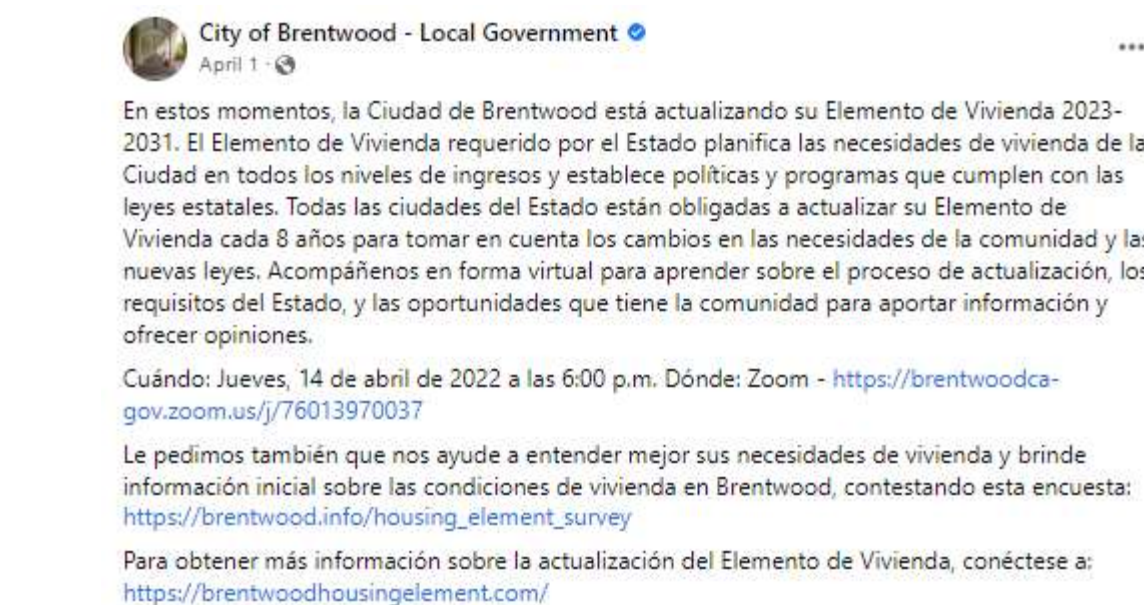 City of Brentwood - Local Government
April 1 ·
En estos momentos, la Ciudad de Brentwood está actualizando su Elemento de Vivienda 2023-
2031. El Elemento de Vivienda requerido por el Estado planifica las necesidades de vivienda de la
Ciudad en todos los niveles de ingresos y establece políticas y programas que cumplen con las
leyes estatales. Todas las ciudades del Estado están obligadas a actualizar su Elemento de
Vivienda cada 8 años para tomar en cuenta los cambios en las necesidades de la comunidad y las
nuevas leyes. Acompáñenos en forma virtual para aprender sobre el proceso de actualización, los
requisitos del Estado, y las oportunidades que tiene la comunidad para aportar información y
ofrecer opiniones.
Cuándo: Jueves, 14 de abril de 2022 a las 6:00 p.m. Dónde: Zoom - https://brentwoodca-
gov.zoom.us/j/76013970037
Le pedimos también que nos ayude a entender mejor sus necesidades de vivienda y brinde
información inicial sobre las condiciones de vivienda en Brentwood, contestando esta encuesta:
https://brentwood.info/housing_element_survey
Para obtener más información sobre la actualización del Elemento de Vivienda, conéctese a:
https://brentwoodhousingelement.com/